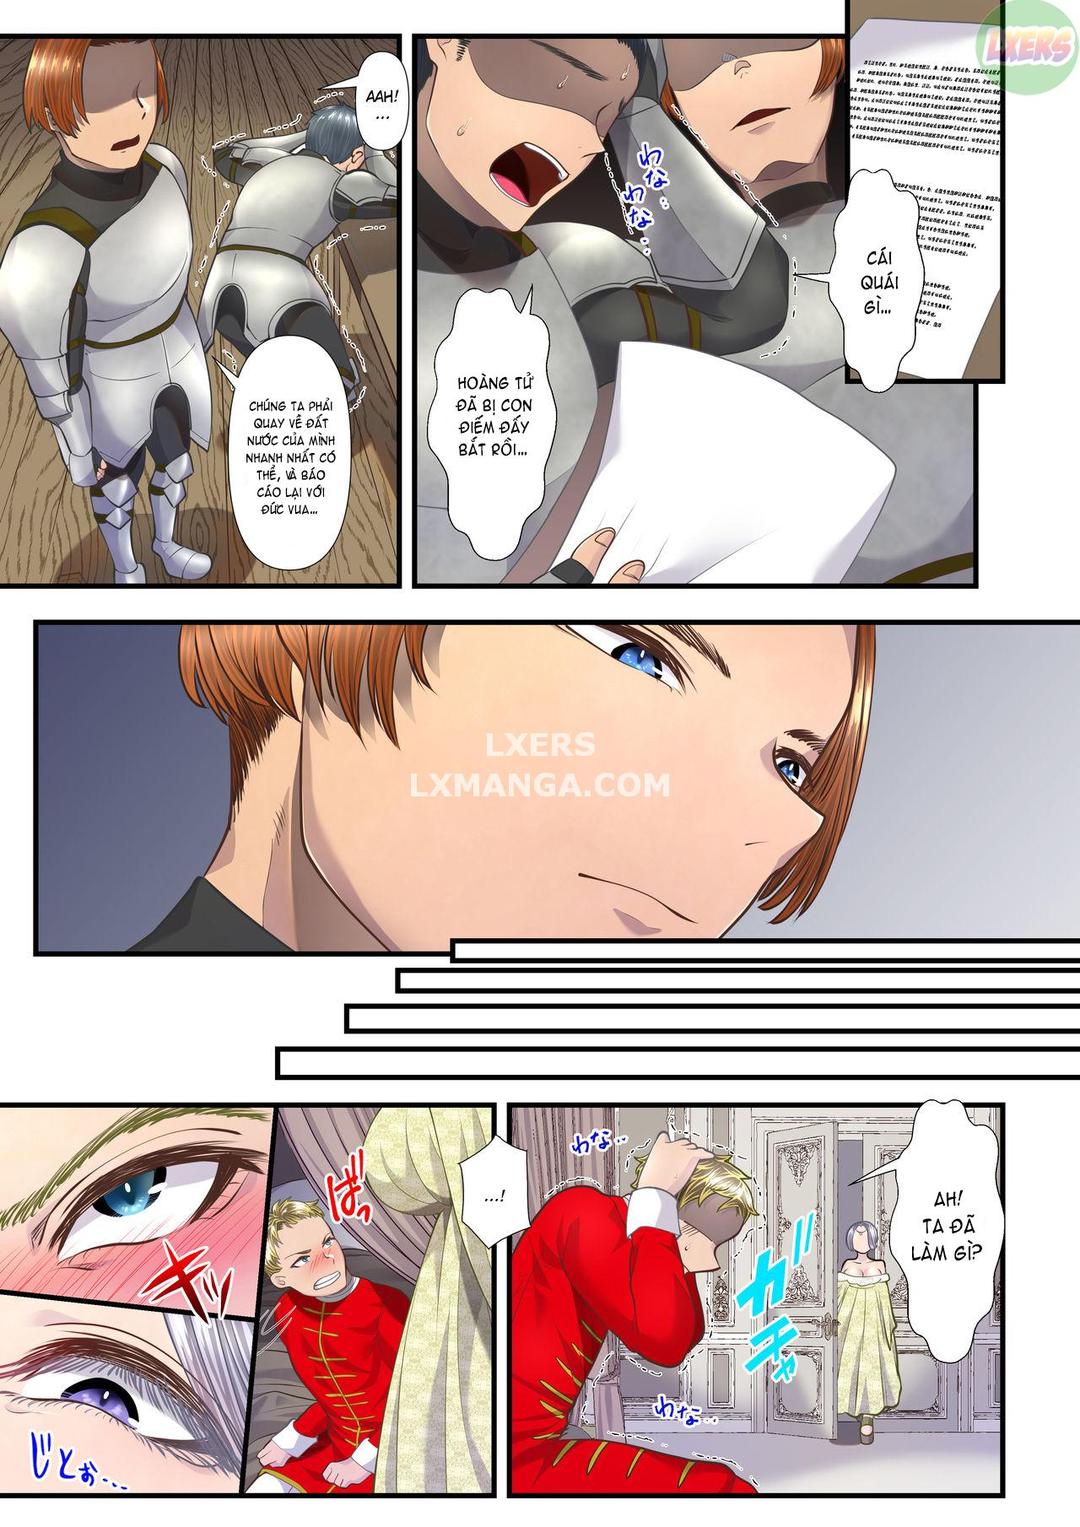 LXERS
CÁI
QUÁI
GÌ...
わな
わな...
HOÀNG TỬ
ĐÃ BỊ CON
ĐIẾM ĐẤY
BẮT RỒI...
AAH!
...
CHÚNG TA PHẢI
QUAY VỀ ĐẤT
NƯỚC CỦA MÌNH
NHANH NHẤT CÓ
THỂ, VÀ BÁO
CÁO LẠI VỚI
ĐỨC VUA...
LXERS
LXMANGA.COM
AH!
TA ĐÃ
LÀM GÌ?
わな...
ガチャ
わな...
...!
ばっ
キッ
じとぉ...